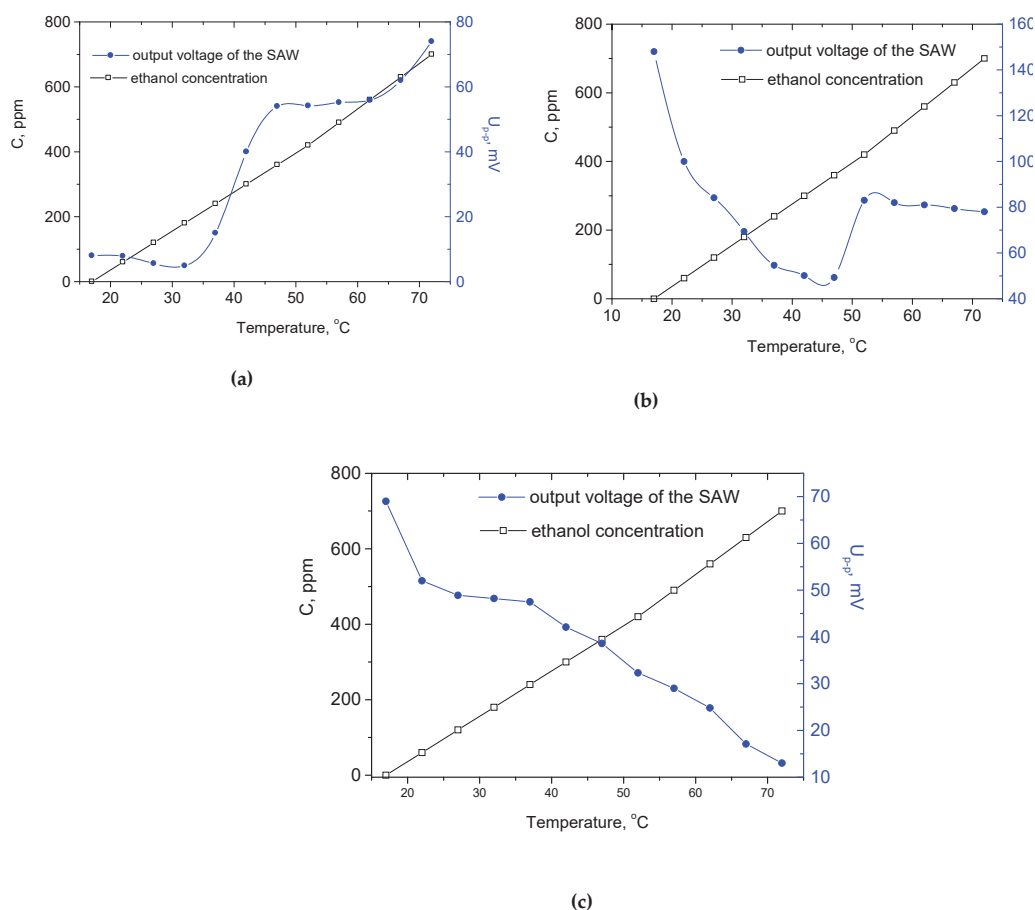 800
80
output voltage of the SAW
ethanol concentration
600
60
C, ppm
400
40
U_{p-p}, mV
200
20
0
0
20 30 40 50 60 70
Temperature, °C
(a)
800
160
output voltage of the SAW
ethanol concentration
140
600
120
C, ppm
400
100
80
200
60
0
40
10 20 30 40 50 60 70
Temperature, °C
(b)
800
70
output voltage of the SAW
ethanol concentration
600
60
50
C, ppm
400
40
U_{p-p}, mV
30
200
20
0
10
20 30 40 50 60 70
Temperature, °C
(c)